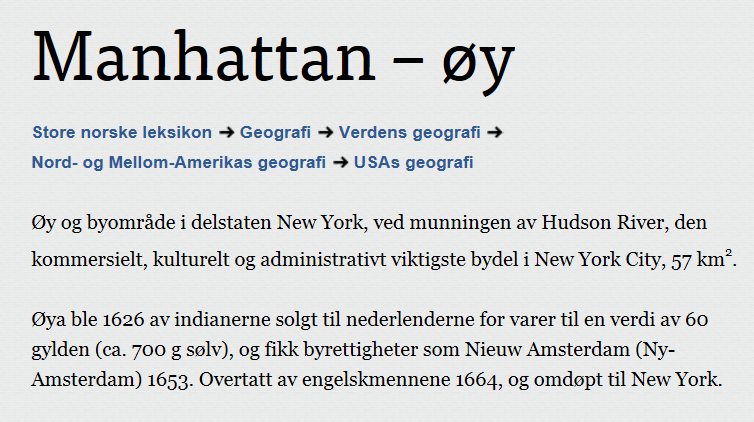 Manhattan – øy
Store norske leksikon ➔ Geografi ➔ Verdens geografi ➔
Nord- og Mellom-Amerikas geografi ➔ USAs geografi
Øy og byområde i delstaten New York, ved munningen av Hudson River, den
kommersielt, kulturelt og administrativt viktigste bydel i New York City, 57 km².
Øya ble 1626 av indianerne solgt til nederlenderne for varer til en verdi av 60
gylden (ca. 700 g sølv), og fikk byrettigheter som Nieuw Amsterdam (Ny-
Amsterdam) 1653. Overtatt av engelskmennene 1664, og omdøpt til New York.